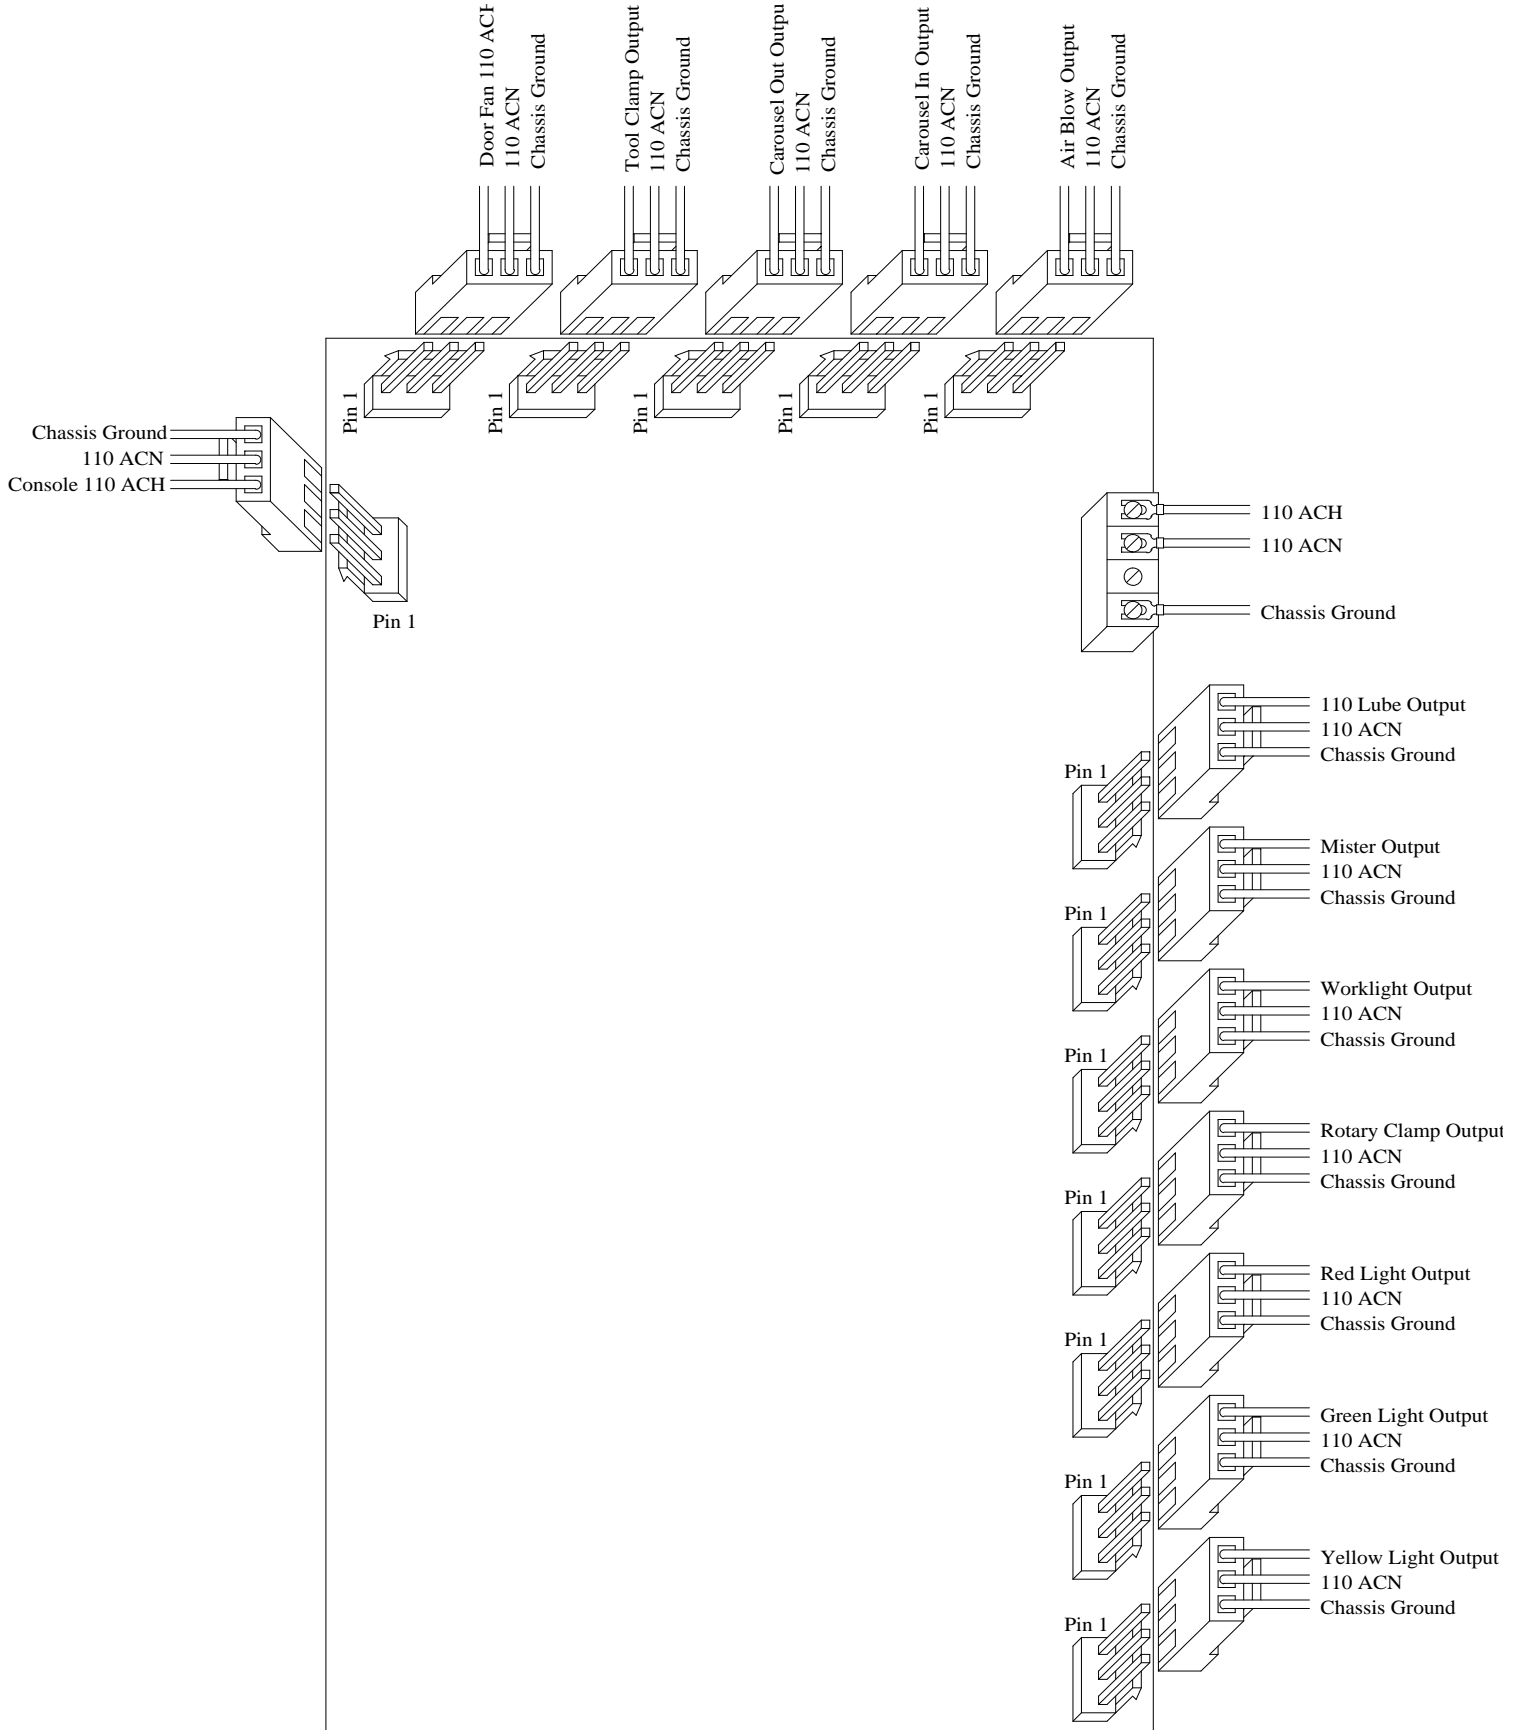 Door Fan 110 ACH
110 ACN
Chassis Ground
Tool Clamp Output
110 ACN
Chassis Ground
Carousel Out Outpu
110 ACN
Chassis Ground
Carousel In Output
110 ACN
Chassis Ground
Air Blow Output
110 ACN
Chassis Ground
Pin 1
Pin 1
Pin 1
Pin 1
Pin 1
Chassis Ground
110 ACN
Console 110 ACH
Pin 1
110 ACH
110 ACN
Chassis Ground
110 Lube Output
110 ACN
Chassis Ground
Pin 1
Mister Output
110 ACN
Chassis Ground
Pin 1
Worklight Output
110 ACN
Chassis Ground
Pin 1
Rotary Clamp Output
110 ACN
Chassis Ground
Pin 1
Red Light Output
110 ACN
Chassis Ground
Pin 1
Green Light Output
110 ACN
Chassis Ground
Pin 1
Yellow Light Output
110 ACN
Chassis Ground
Pin 1